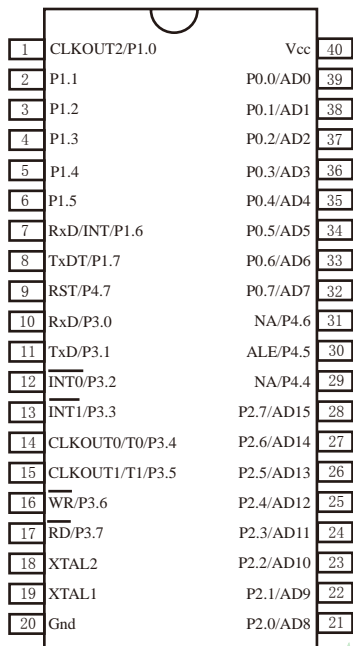 1 CLKOUT2/P1.0 Vcc 40
2 P1.1 P0.0/AD0 39
3 P1.2 P0.1/AD1 38
4 P1.3 P0.2/AD2 37
5 P1.4 P0.3/AD3 36
6 P1.5 P0.4/AD4 35
7 RxD/INT/P1.6 P0.5/AD5 34
8 TxDT/P1.7 P0.6/AD6 33
9 RST/P4.7 P0.7/AD7 32
10 RxD/P3.0 NA/P4.6 31
11 TxD/P3.1 ALE/P4.5 30
12 INT0/P3.2 NA/P4.4 29
13 INT1/P3.3 P2.7/AD15 28
14 CLKOUT0/T0/P3.4 P2.6/AD14 27
15 CLKOUT1/T1/P3.5 P2.5/AD13 26
16 WR/P3.6 P2.4/AD12 25
17 RD/P3.7 P2.3/AD11 24
18 XTAL2 P2.2/AD10 23
19 XTAL1 P2.1/AD9 22
20 Gnd P2.0/AD8 21